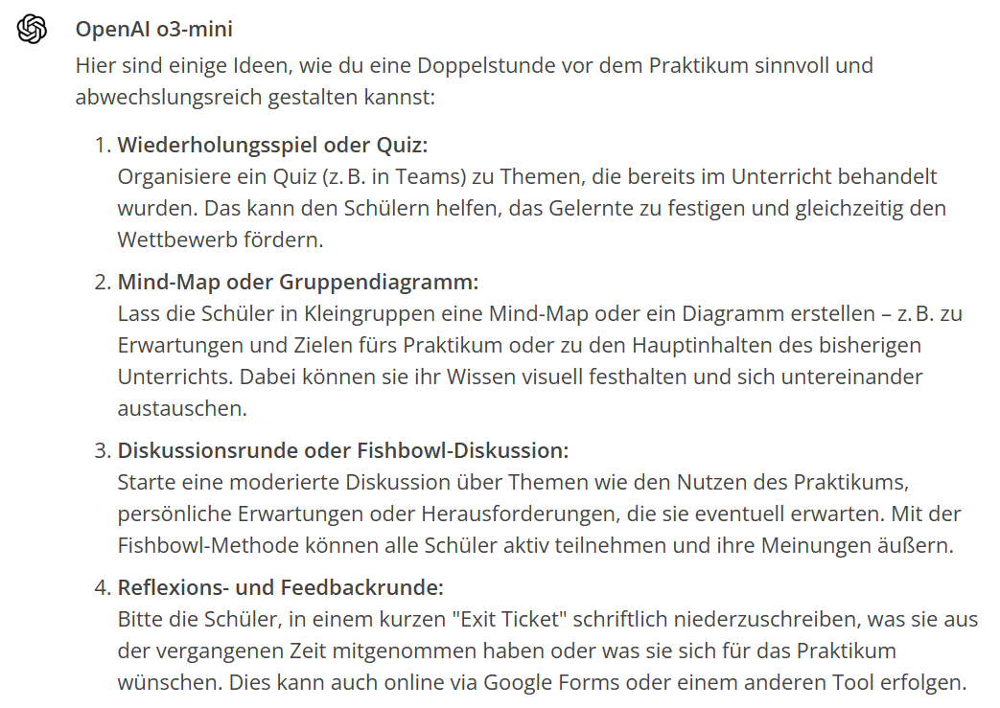 OpenAI o3-mini
Hier sind einige Ideen, wie du eine Doppelstunde vor dem Praktikum sinnvoll und
abwechslungsreich gestalten kannst:
1. Wiederholungsspiel oder Quiz:
Organisiere ein Quiz (z. B. in Teams) zu Themen, die bereits im Unterricht behandelt
wurden. Das kann den Schülern helfen, das Gelernte zu festigen und gleichzeitig den
Wettbewerb fördern.
2. Mind-Map oder Gruppendiagramm:
Lass die Schüler in Kleingruppen eine Mind-Map oder ein Diagramm erstellen – z. B. zu
Erwartungen und Zielen fürs Praktikum oder zu den Hauptinhalten des bisherigen
Unterrichts. Dabei können sie ihr Wissen visuell festhalten und sich untereinander
austauschen.
3. Diskussionsrunde oder Fishbowl-Diskussion:
Starte eine moderierte Diskussion über Themen wie den Nutzen des Praktikums,
persönliche Erwartungen oder Herausforderungen, die sie eventuell erwarten. Mit der
Fishbowl-Methode können alle Schüler aktiv teilnehmen und ihre Meinungen äußern.
4. Reflexions- und Feedbackrunde:
Bitte die Schüler, in einem kurzen "Exit Ticket" schriftlich niederzuschreiben, was sie aus
der vergangenen Zeit mitgenommen haben oder was sie sich für das Praktikum
wünschen. Dies kann auch online via Google Forms oder einem anderen Tool erfolgen.